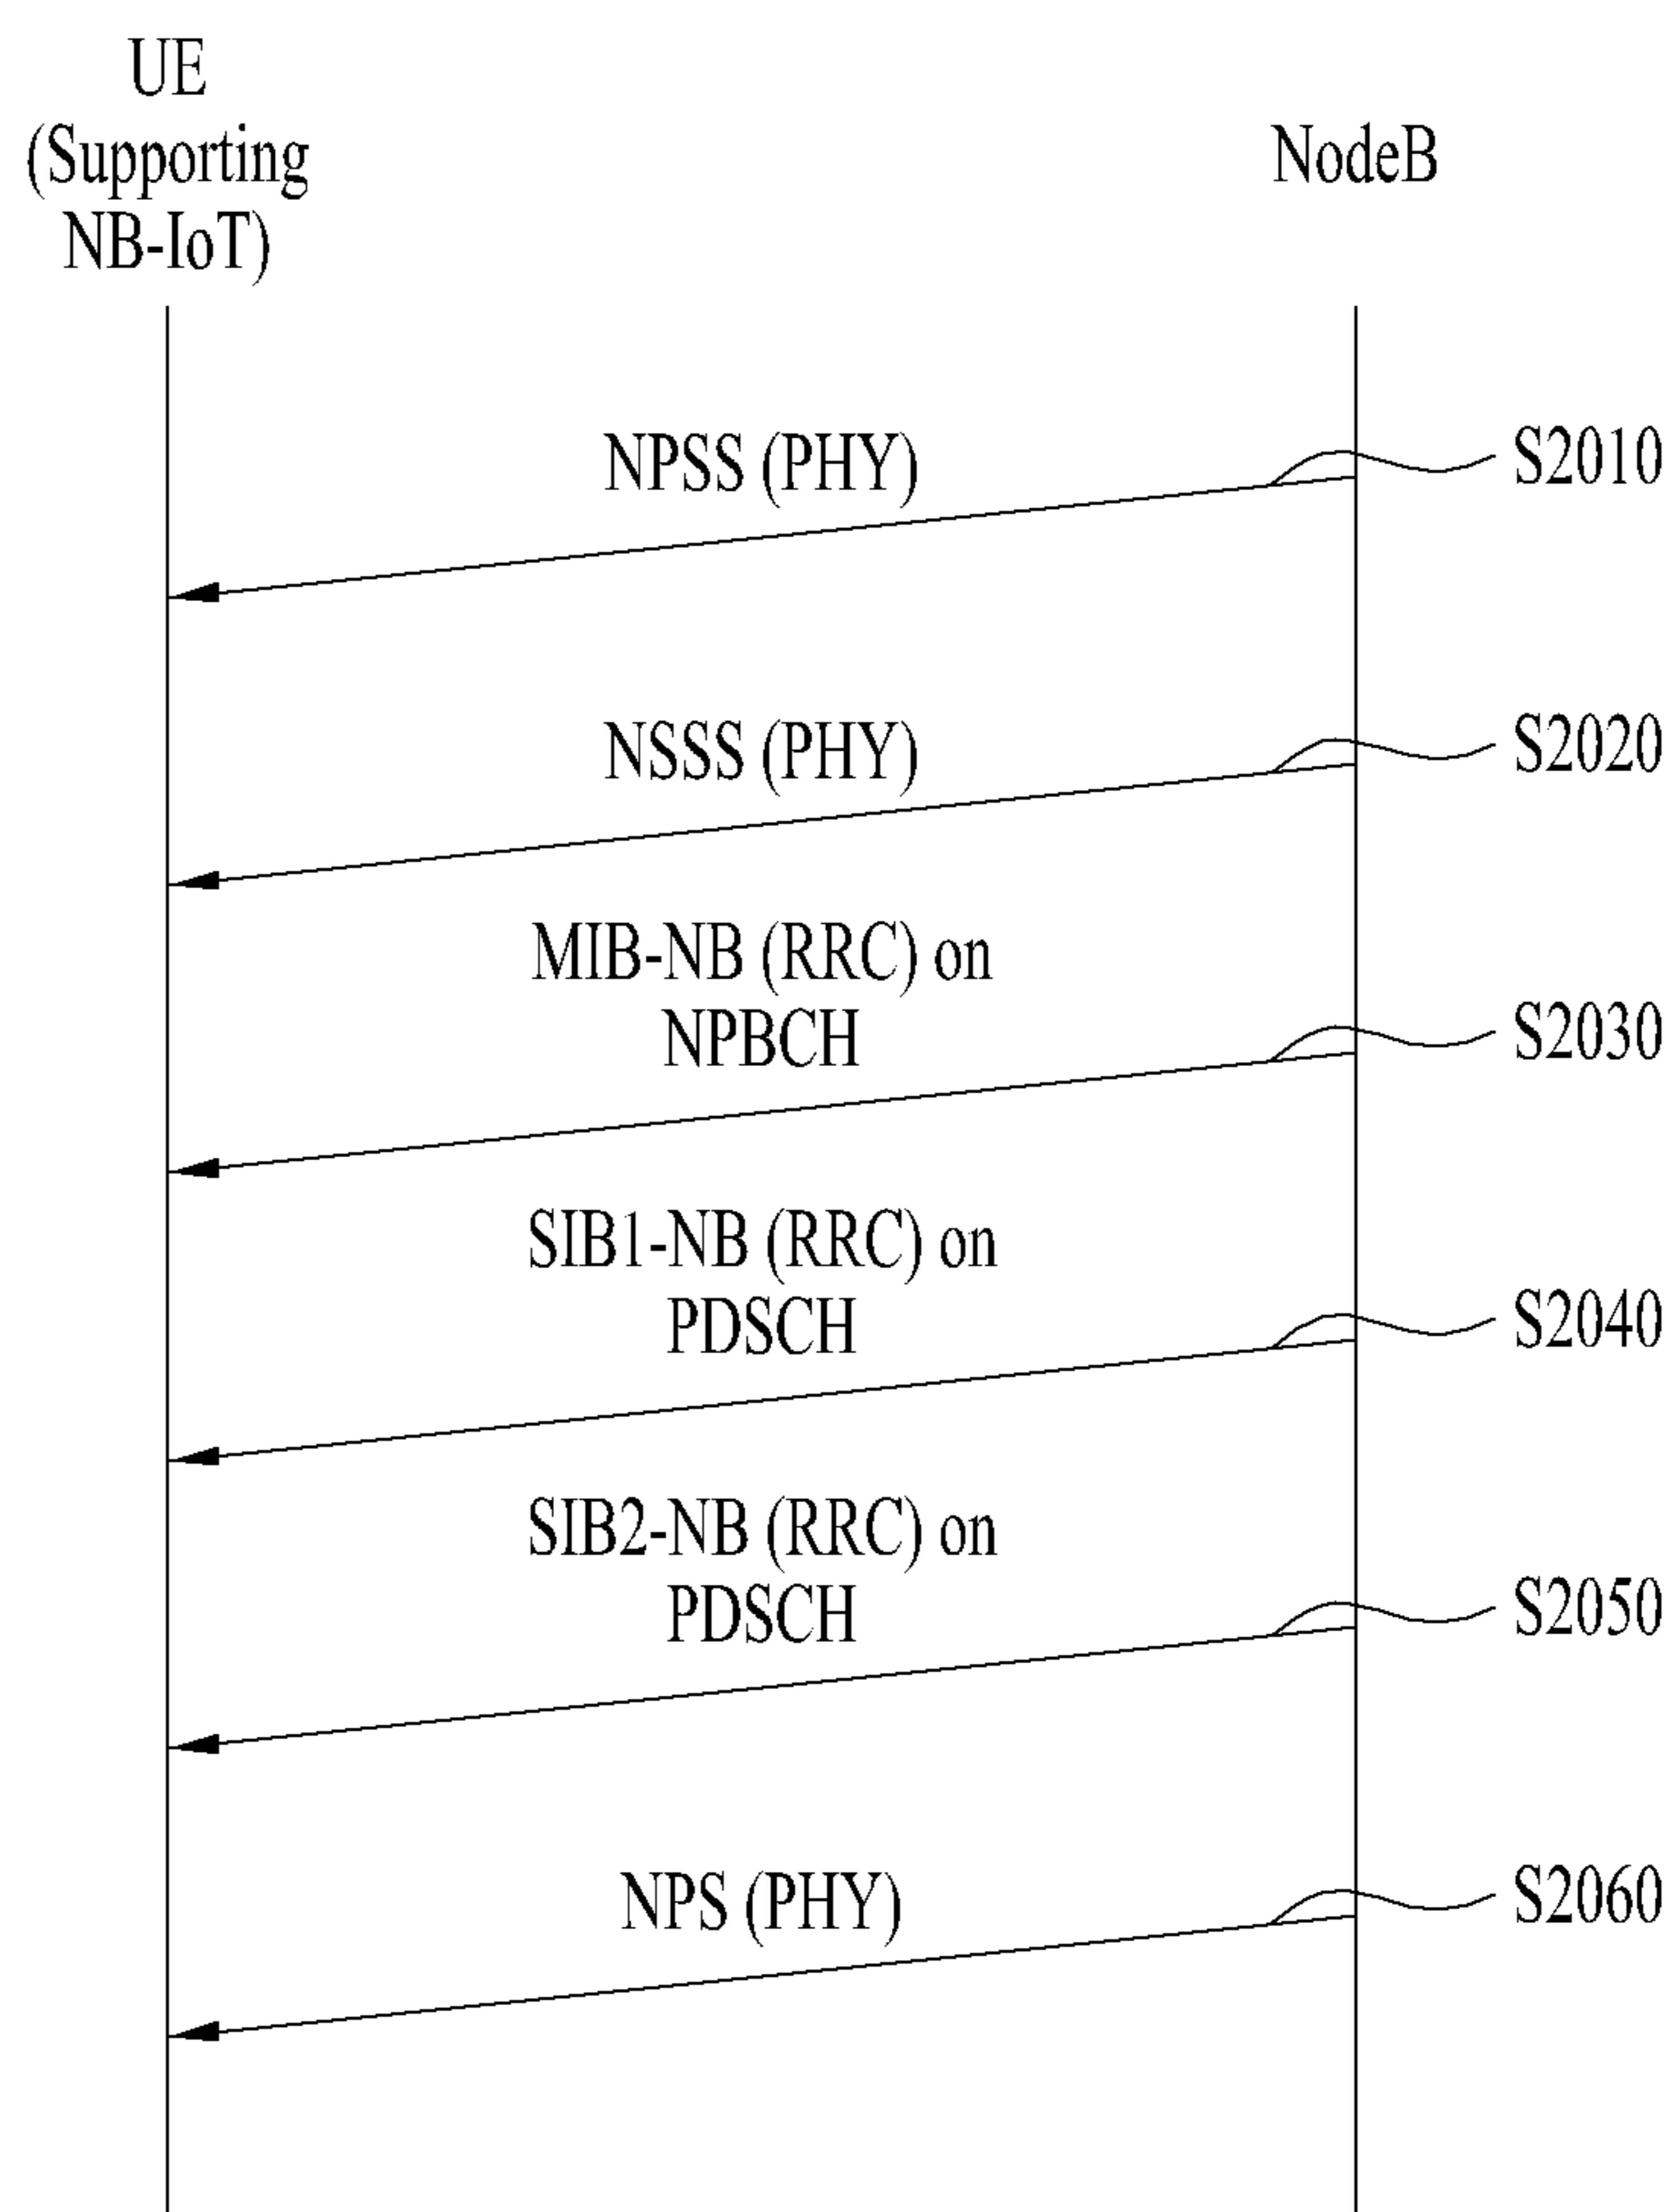 UE
(Supporting
NB-IoT)
NodeB
NPSS (PHY)
S2010
NSSS (PHY)
S2020
MIB-NB (RRC) on
NPBCH
S2030
SIB1-NB (RRC) on
PDSCH
S2040
SIB2-NB (RRC) on
PDSCH
S2050
NPS (PHY)
S2060